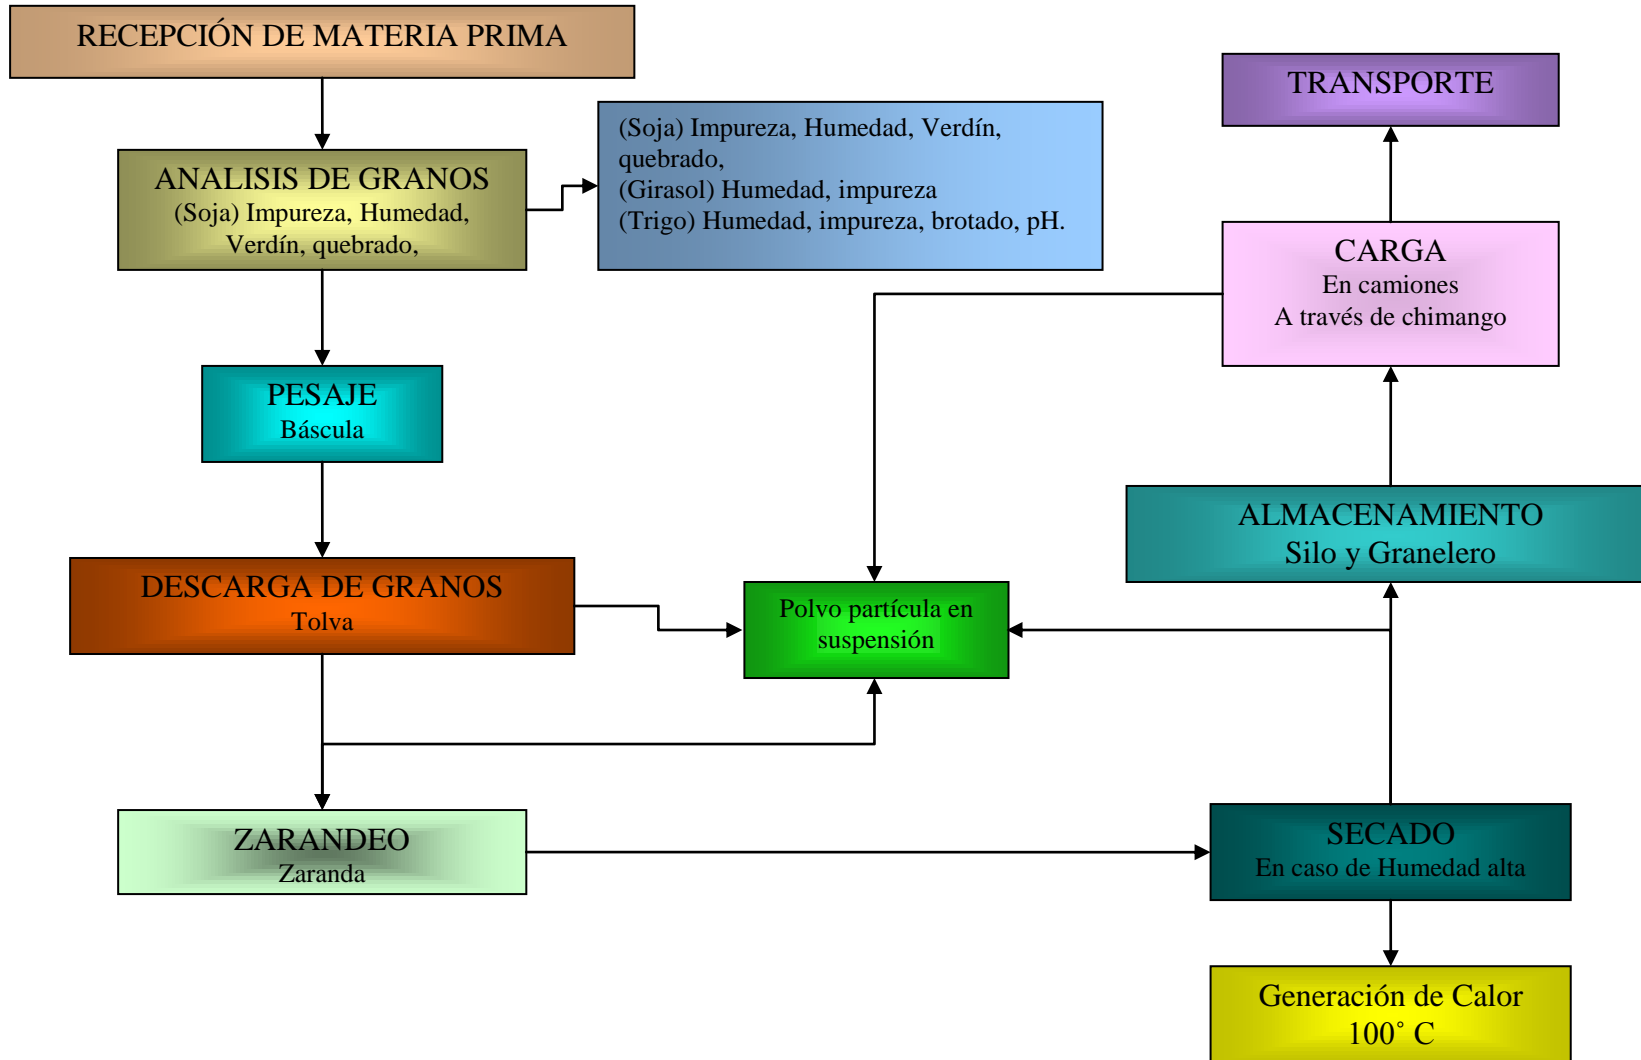 RECEPCIÓN DE MATERIA PRIMA
ANALISIS DE GRANOS
(Soja) Impureza, Humedad,
Verdín, quebrado,
(Soja) Impureza, Humedad, Verdín,
quebrado,
(Girasol) Humedad, impureza
(Trigo) Humedad, impureza, brotado, pH.
PESAJE
Báscula
DESCARGA DE GRANOS
Tolva
Polvo partícula en
suspensión
ZARANDEO
Zaranda
SECADO
En caso de Humedad alta
Generación de Calor
100˚ C
ALMACENAMIENTO
Silo y Granelero
CARGA
En camiones
A través de chimango
TRANSPORTE